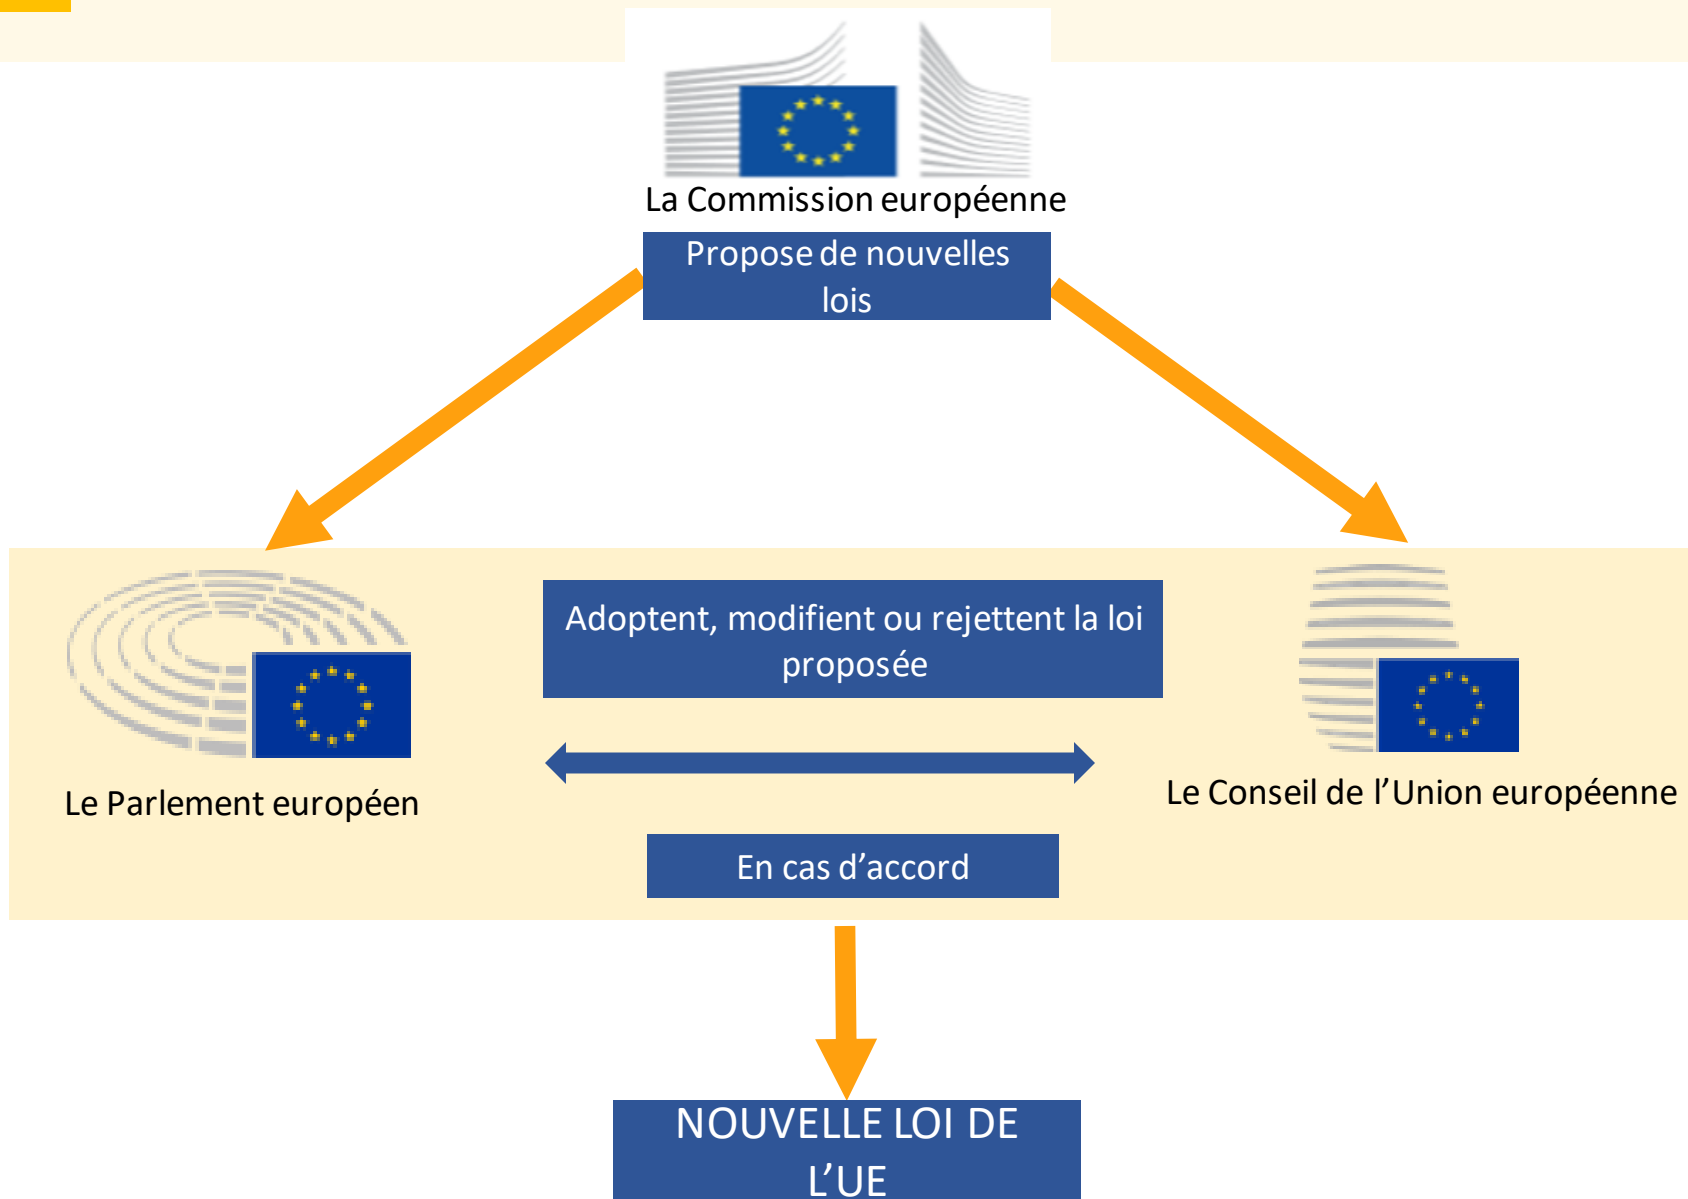 La Commission européenne
Propose de nouvelles
lois
Adoptent, modifient ou rejettent la loi
proposée
Le Parlement européen
Le Conseil de l’Union européenne
En cas d’accord
NOUVELLE LOI DE
L’UE